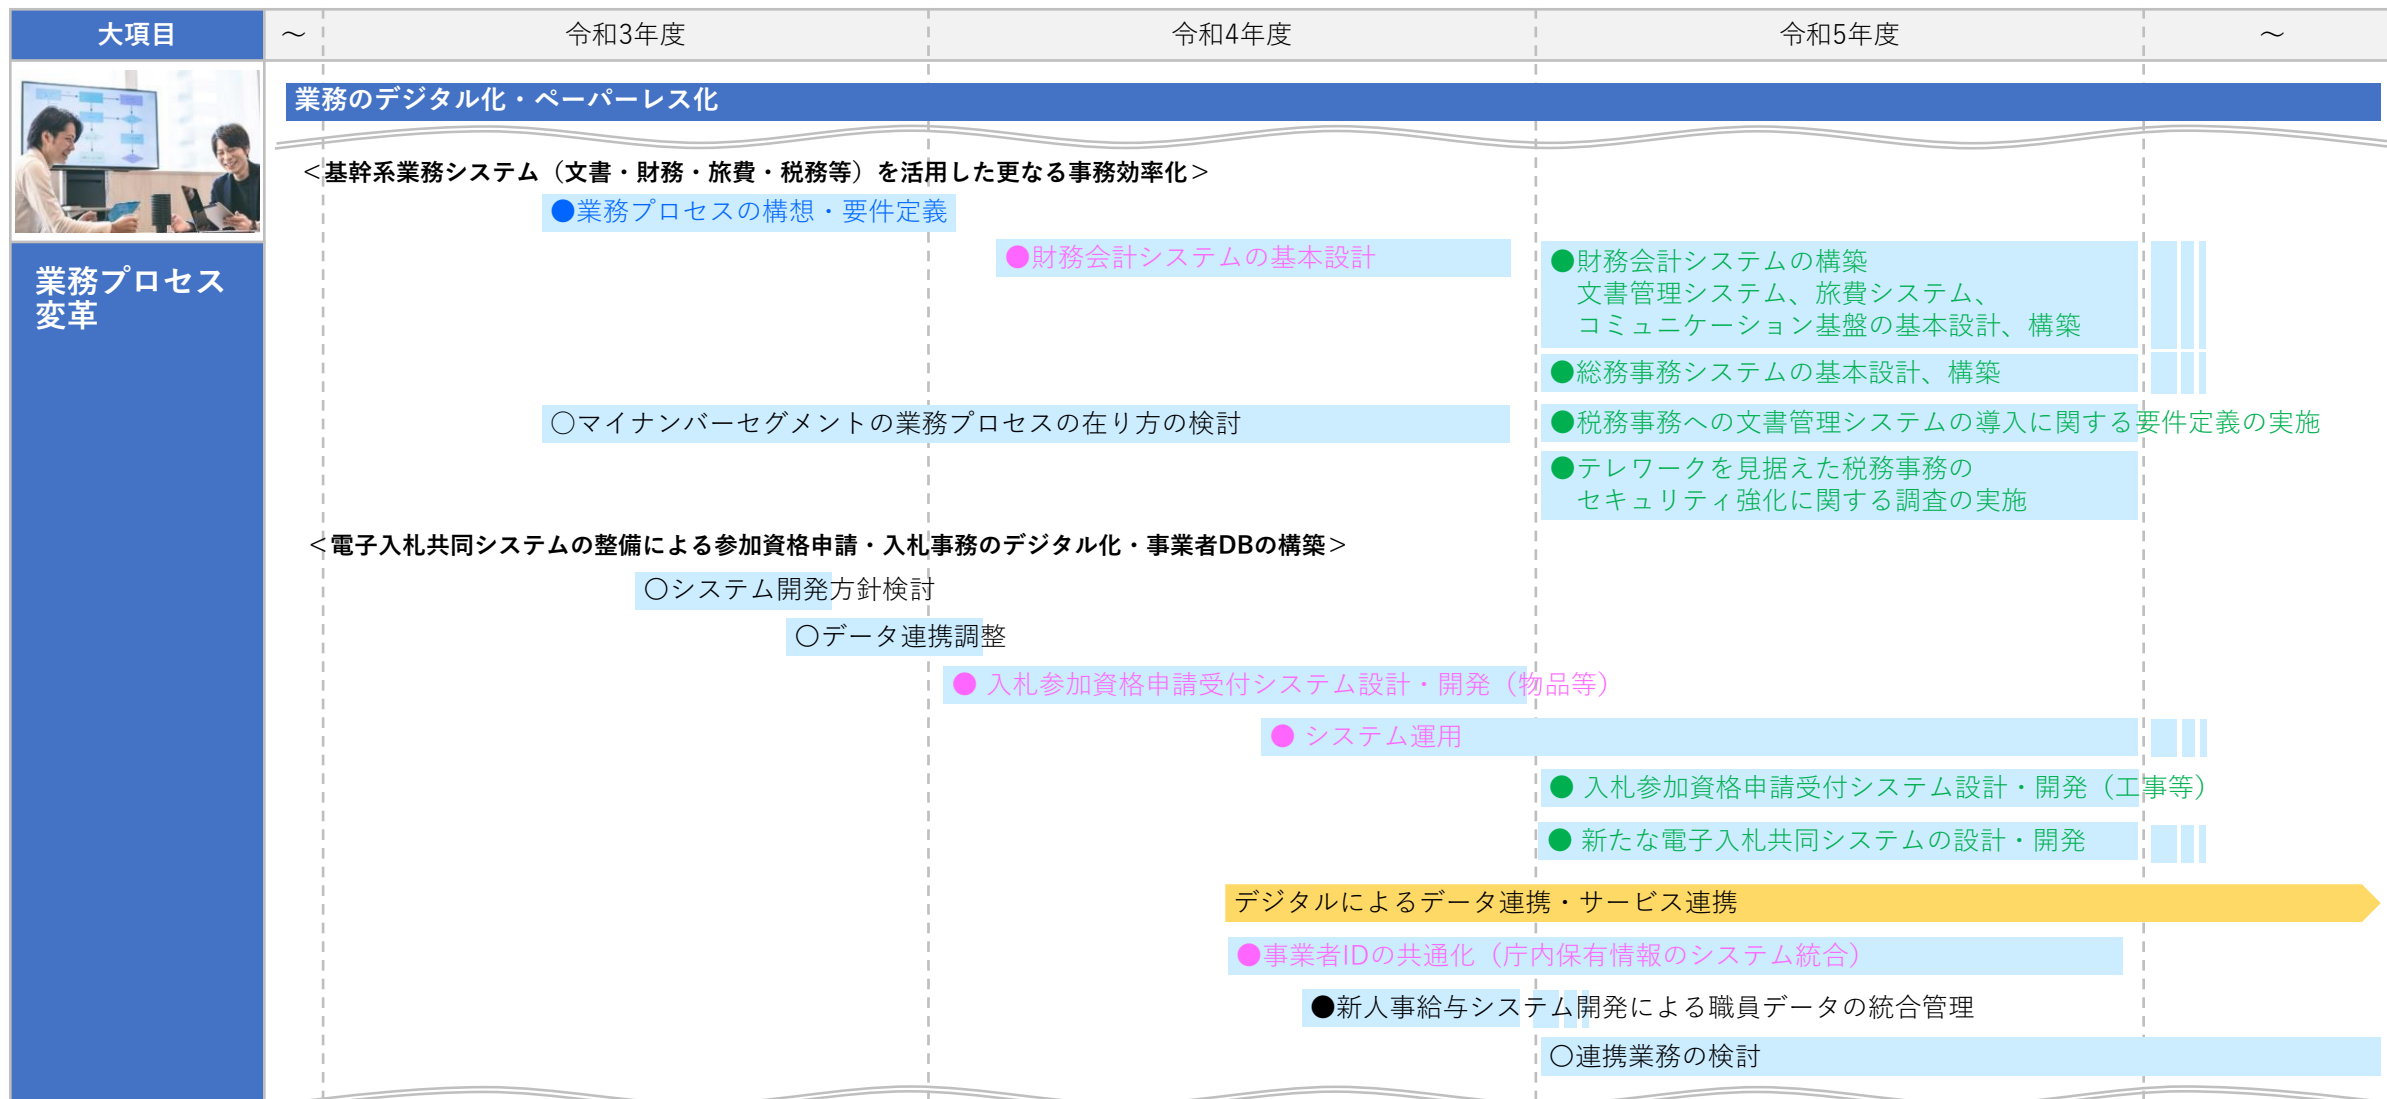 大項目
～
令和3年度
令和4年度
令和5年度
～
業務プロセス
変革
業務のデジタル化・ペーパーレス化
＜基幹系業務システム（文書・財務・旅費・税務等）を活用した更なる事務効率化＞
●業務プロセスの構想・要件定義
●財務会計システムの基本設計
●財務会計システムの構築
文書管理システム、旅費システム、
コミュニケーション基盤の基本設計、構築
●総務事務システムの基本設計、構築
○マイナンバーセグメントの業務プロセスの在り方の検討
●税務事務への文書管理システムの導入に関する要件定義の実施
●テレワークを見据えた税務事務の
セキュリティ強化に関する調査の実施
＜電子入札共同システムの整備による参加資格申請・入札事務のデジタル化・事業者DBの構築＞
○システム開発方針検討
○データ連携調整
● 入札参加資格申請受付システム設計・開発（物品等）
● システム運用
● 入札参加資格申請受付システム設計・開発（工事等）
● 新たな電子入札共同システムの設計・開発
デジタルによるデータ連携・サービス連携
●事業者IDの共通化（庁内保有情報のシステム統合）
●新人事給与システム開発による職員データの統合管理
○連携業務の検討